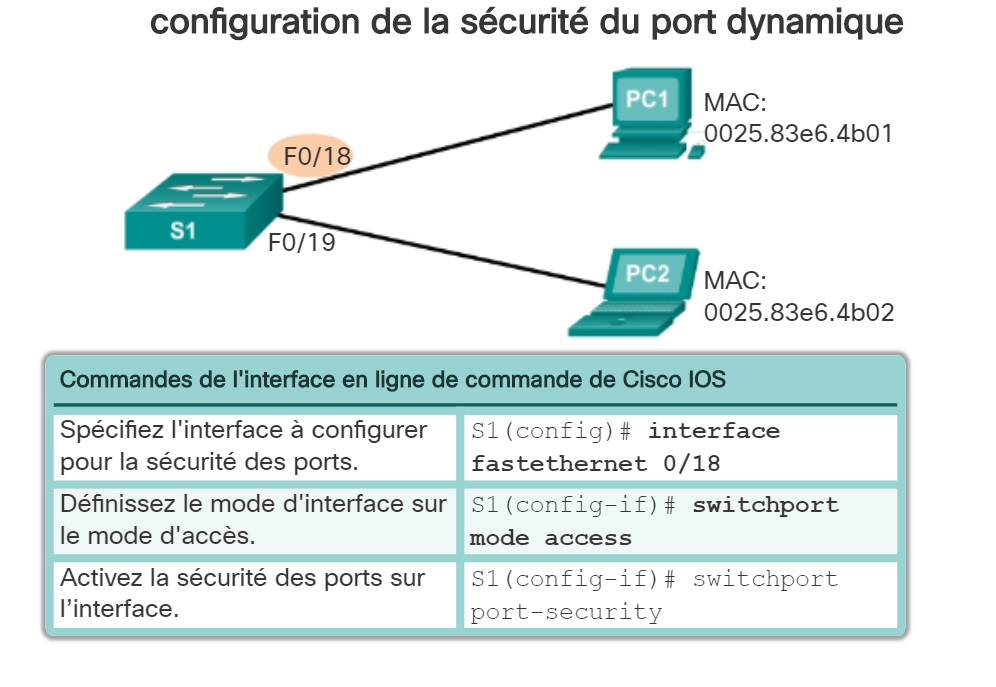 configuration de la sécurité du port dynamique
PC1
MAC:
0025.83e6.4b01
F0/18
S1
F0/19
PC2
MAC:
0025.83e6.4b02
Commandes de l'interface en ligne de commande de Cisco IOS
Spécifiez l'interface à configurer
pour la sécurité des ports.
S1(config)# interface
fastethernet 0/18
Définissez le mode d'interface sur
le mode d'accès.
S1(config-if)# switchport
mode access
Activez la sécurité des ports sur
l’interface.
S1(config-if)# switchport
port-security